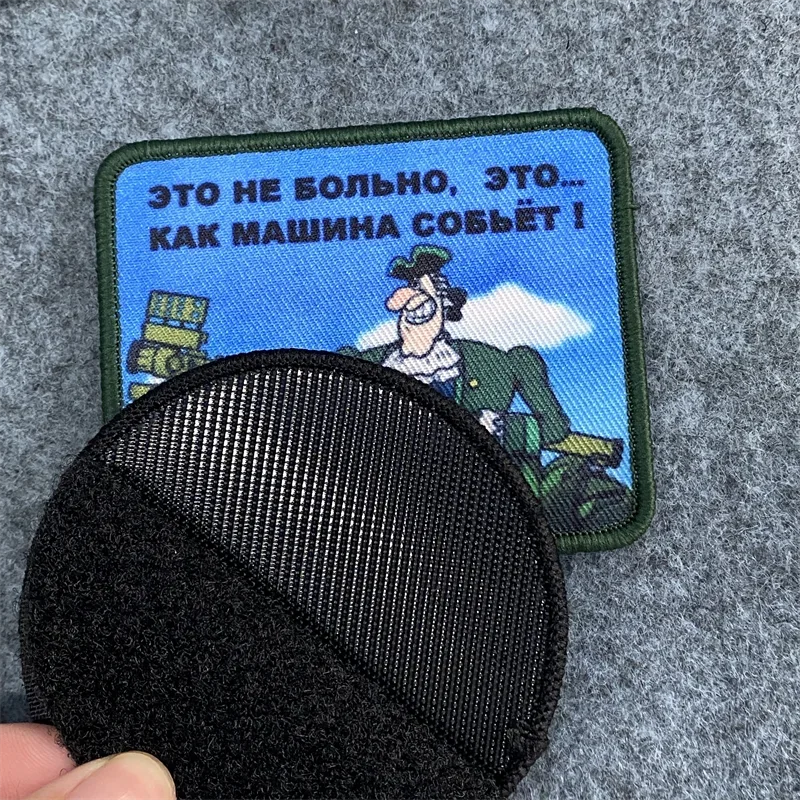 ЭТО НЕ БОЛЬНО, ЭТО...
КАК МАШИНА СОБЬЁТ !